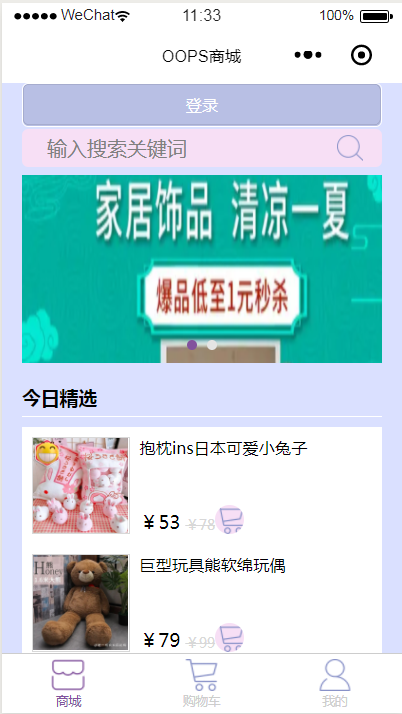 WeChat 11:33 100%
OOPS商城
登录
输入搜索关键词
家居饰品 清凉一夏
爆品低至1元秒杀
今日精选
抱枕ins日本可爱小兔子
￥53 ￥78
Honey
巨型玩具熊软绵玩偶
￥79 ￥99
商城 购物车 我的